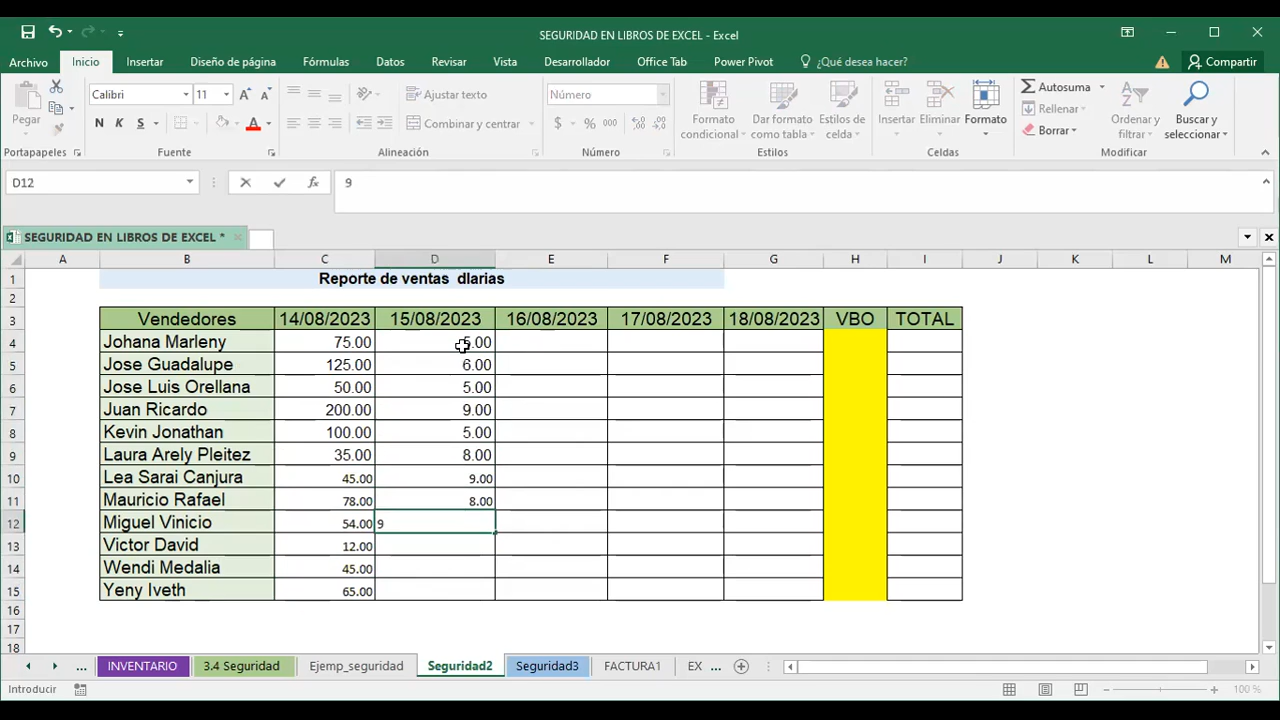 SEGURIDAD EN LIBROS DE EXCEL - Excel
Archivo Inicio Insertar Diseño de página Fórmulas Datos Revisar Vista Desarrollador Office Tab Power Pivot ¿Qué desea hacer? Compartir
Pegar
Calibri 11
N K S
Ajustar texto
Combinar y centrar
Número
$ % 000
Formato condicional
Dar formato como tabla
Estilos de celda
Insertar
Eliminar
Formato
Autosuma
Rellenar
Borrar
Ordenar y filtrar
Buscar y seleccionar
Portapapeles Fuente Alineación Número Estilos Celdas Modificar
D12 fx 9
SEGURIDAD EN LIBROS DE EXCEL *
A B C D E F G H I J K L M
1 Reporte de ventas dIarias
2
3 Vendedores 14/08/2023 15/08/2023 16/08/2023 17/08/2023 18/08/2023 VBO TOTAL
4 Johana Marleny 75.00 5.00
5 Jose Guadalupe 125.00 6.00
6 Jose Luis Orellana 50.00 5.00
7 Juan Ricardo 200.00 9.00
8 Kevin Jonathan 100.00 5.00
9 Laura Arely Pleitez 35.00 8.00
10 Lea Sarai Canjura 45.00 9.00
11 Mauricio Rafael 78.00 8.00
12 Miguel Vinicio 54.00 9
13 Victor David 12.00
14 Wendi Medalia 45.00
15 Yeny Iveth 65.00
16
17
18
... INVENTARIO 3.4 Seguridad Ejemp_seguridad Seguridad2 Seguridad3 FACTURA1 EX ...
Introducir 100 %